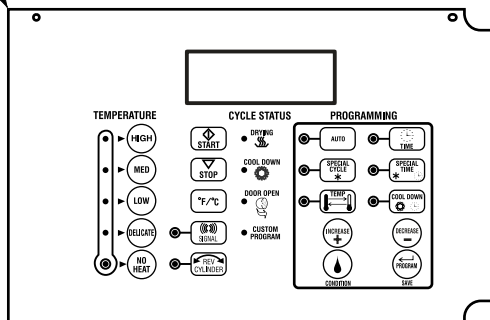 TEMPERATURE
CYCLE STATUS
PROGRAMMING
HIGH
START
DRYING
AUTO
TIME
MED
STOP
COOL DOWN
SPECIAL
CYCLE
SPECIAL
TIME
LOW
°F/°C
DOOR OPEN
TEMP
COOL DOWN
DELICATE
SIGNAL
CUSTOM
PROGRAM
INCREASE
DECREASE
NO
HEAT
REV
CYLINDER
PROGRAM
CONDITION
SAVE